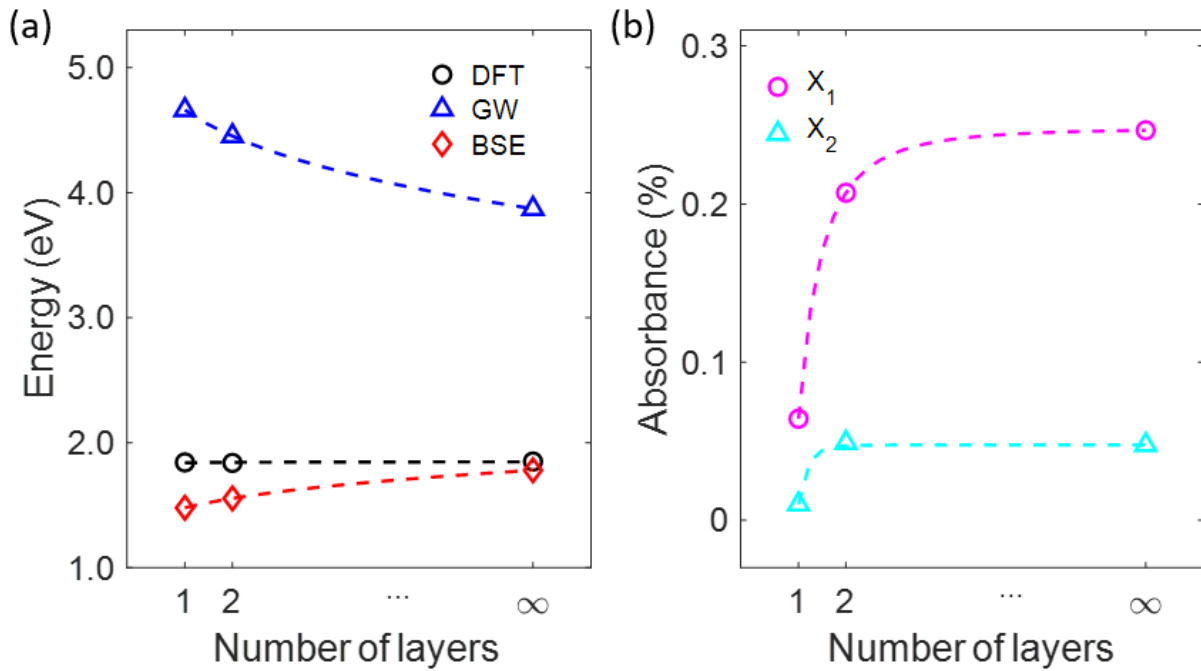 (a)
5.0
4.0
3.0
2.0
1.0
Energy (eV)
DFT
GW
BSE
1 2 ... ∞
Number of layers
(b)
0.3
0.2
0.1
0
Absorbance (%)
X1
X2
1 2 ... ∞
Number of layers